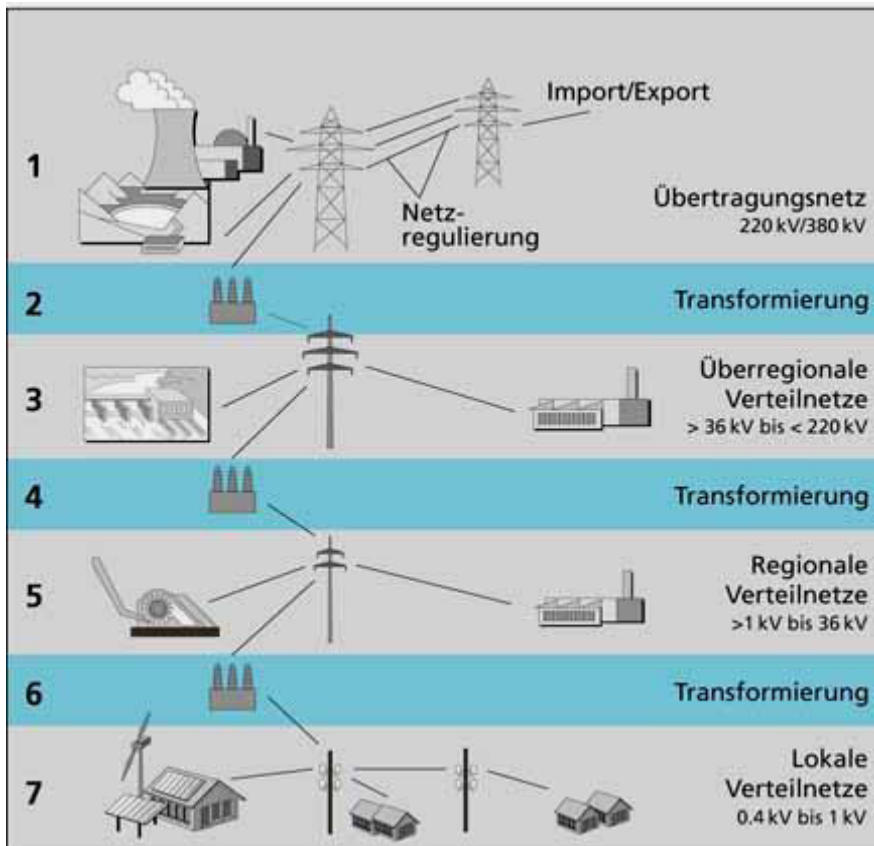 Import/Export
1
Netz-
regulierung
Übertragungsnetz
220 kV/380 kV
2
Transformierung
3
Überregionale
Verteilnetze
> 36 kV bis < 220 kV
4
Transformierung
5
Regionale
Verteilnetze
>1 kV bis 36 kV
6
Transformierung
7
Lokale
Verteilnetze
0.4 kV bis 1 kV